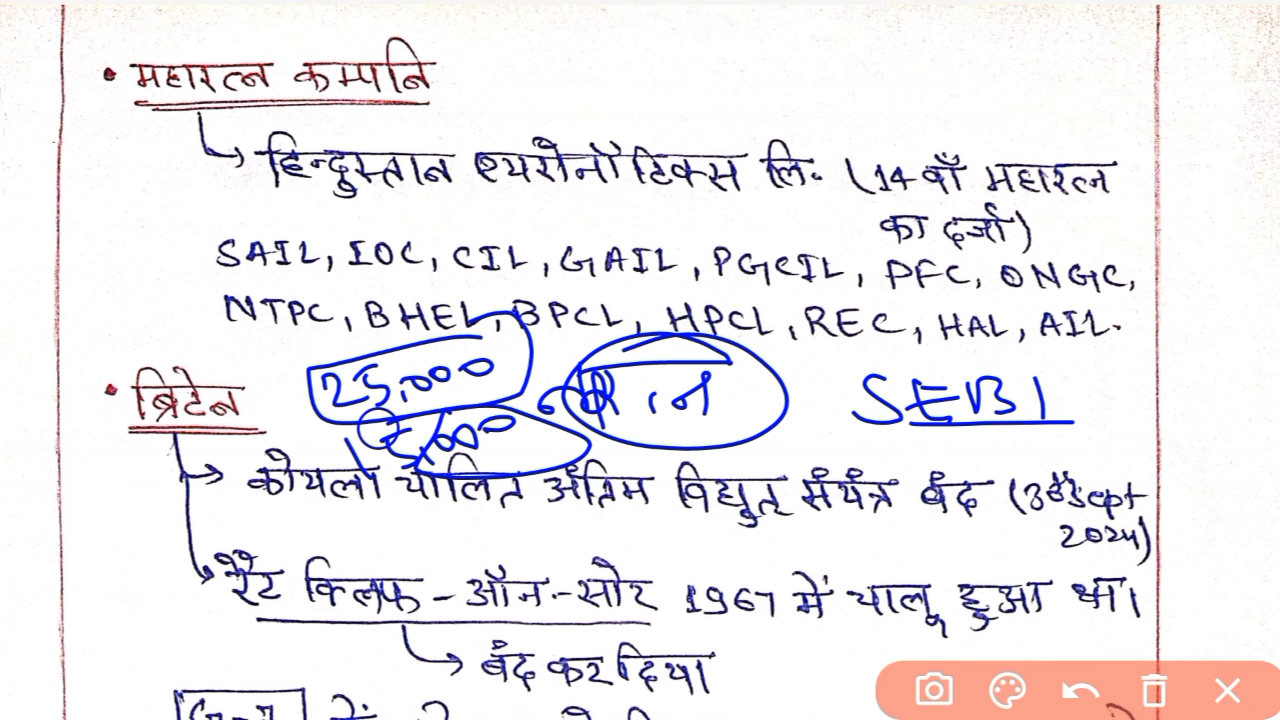 • महारत्न कम्पनि
हिन्दुस्तान एयरोनॉटिक्स लि. (14 वाँ महारत्न
का दर्जा)
SAIL, IOC, CIL, GAIL, PGCIL, PFC, ONGC,
NTPC, BHEL, BPCL, HPCL, REC, HAL, AIL.
• ब्रिटेन
25,000
SEBI
कोयला चालित अंतिम विद्युत संयंत्र बंद (30 Sept
2024)
रैट क्लिफ - ऑन - सोर 1967 में चालू हुआ था।
बंद कर दिया